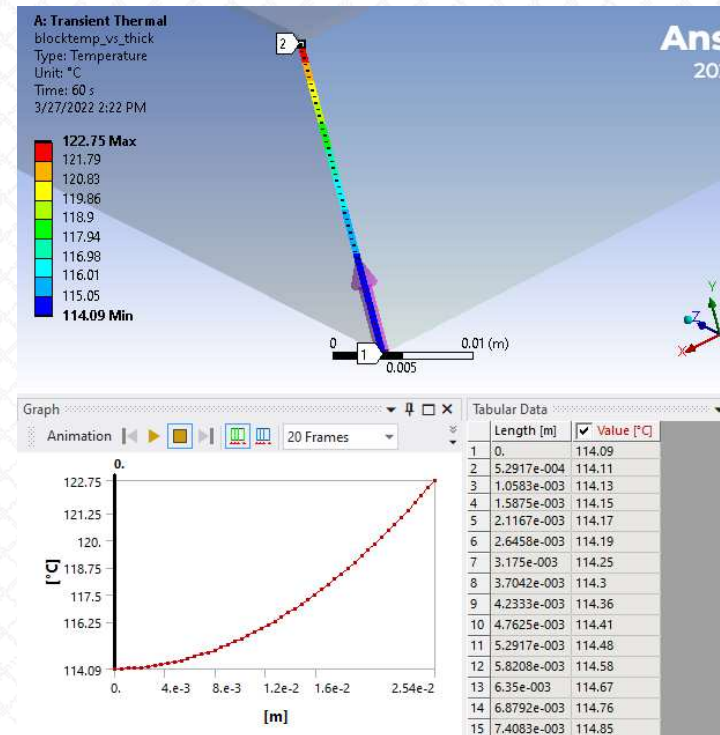 A: Transient Thermal
blocktemp_vs_thick
Type: Temperature
Unit: °C
Time: 60 s
3/27/2022 2:22 PM
122.75 Max
121.79
120.83
119.86
118.9
117.94
116.98
116.01
115.05
114.09 Min
2
Ans
202
1
0
0.01 (m)
0.005
Y
Z
X
Graph
Animation
20 Frames
0.
122.75
121.25
120.
118.75
117.5
116.25
114.09
[°C]
0. 4.e-3 8.e-3 1.2e-2 1.6e-2 2.54e-2
[m]
Tabular Data
Length [m] Value [°C]
1 0. 114.09
2 5.2917e-004 114.11
3 1.0583e-003 114.13
4 1.5875e-003 114.15
5 2.1167e-003 114.17
6 2.6458e-003 114.19
7 3.175e-003 114.25
8 3.7042e-003 114.3
9 4.2333e-003 114.36
10 4.7625e-003 114.41
11 5.2917e-003 114.48
12 5.8208e-003 114.58
13 6.35e-003 114.67
14 6.8792e-003 114.76
15 7.4083e-003 114.85